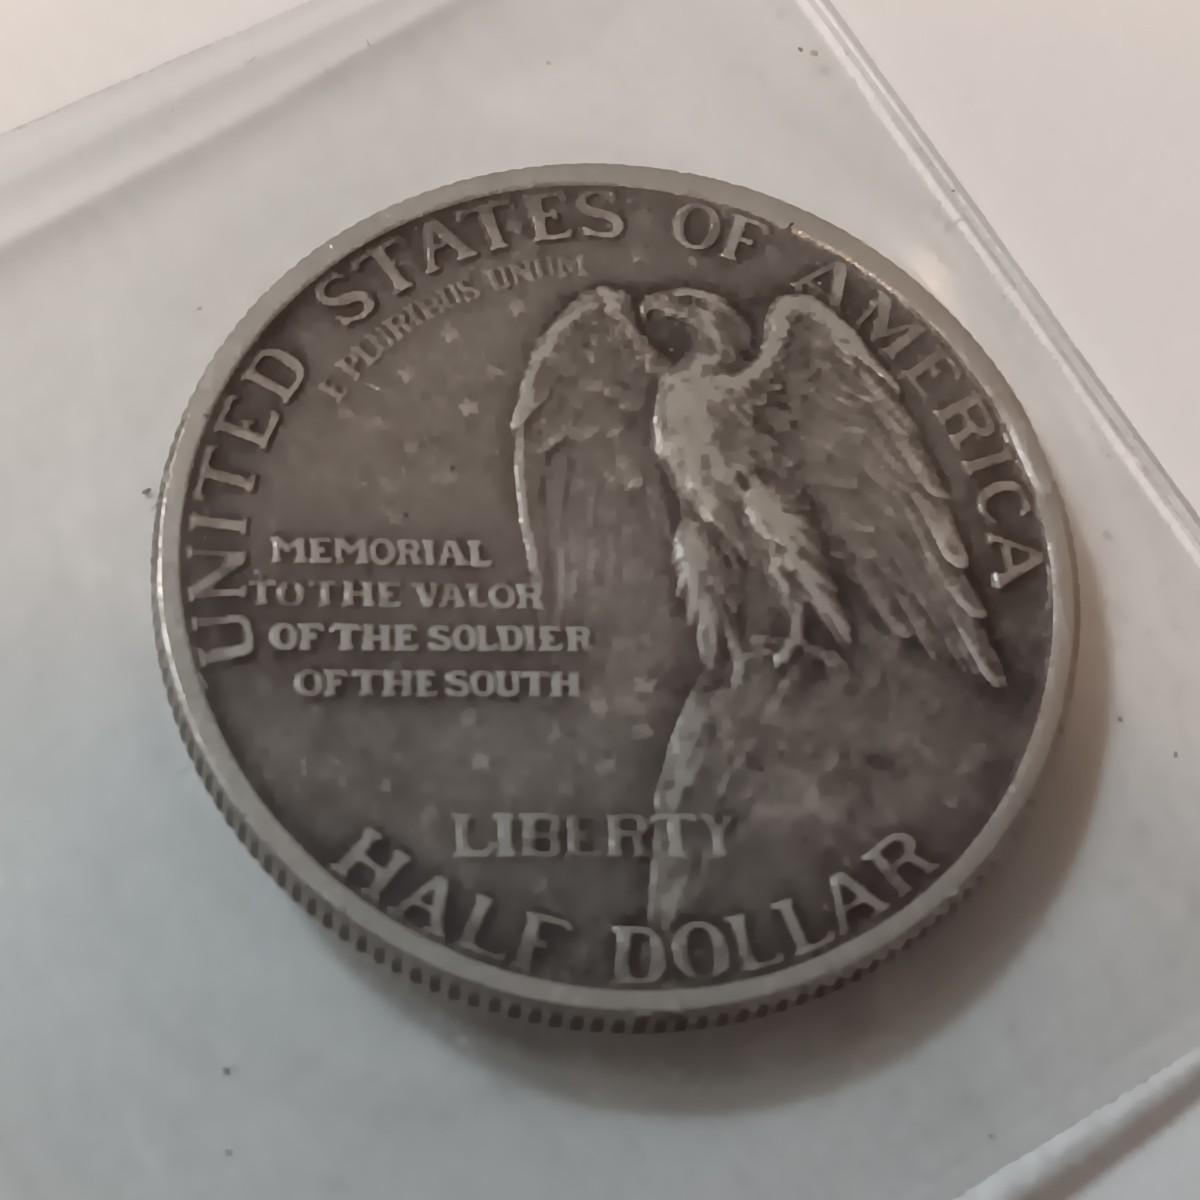 UNITED STATES OF AMERICA
E PLURIBUS UNUM
MEMORIAL
TO THE VALOR
OF THE SOLDIER
OF THE SOUTH
LIBERTY
HALF DOLLAR